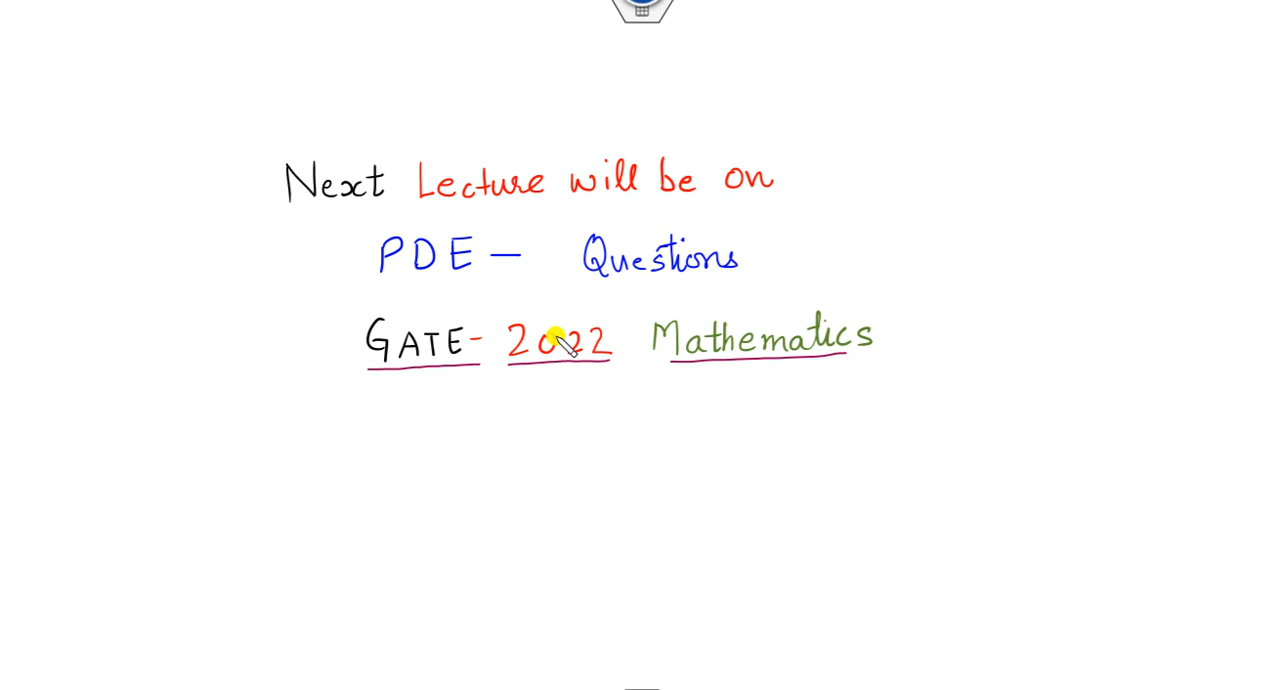 Next Lecture will be on
PDE – Questions
GATE- 2022 Mathematics